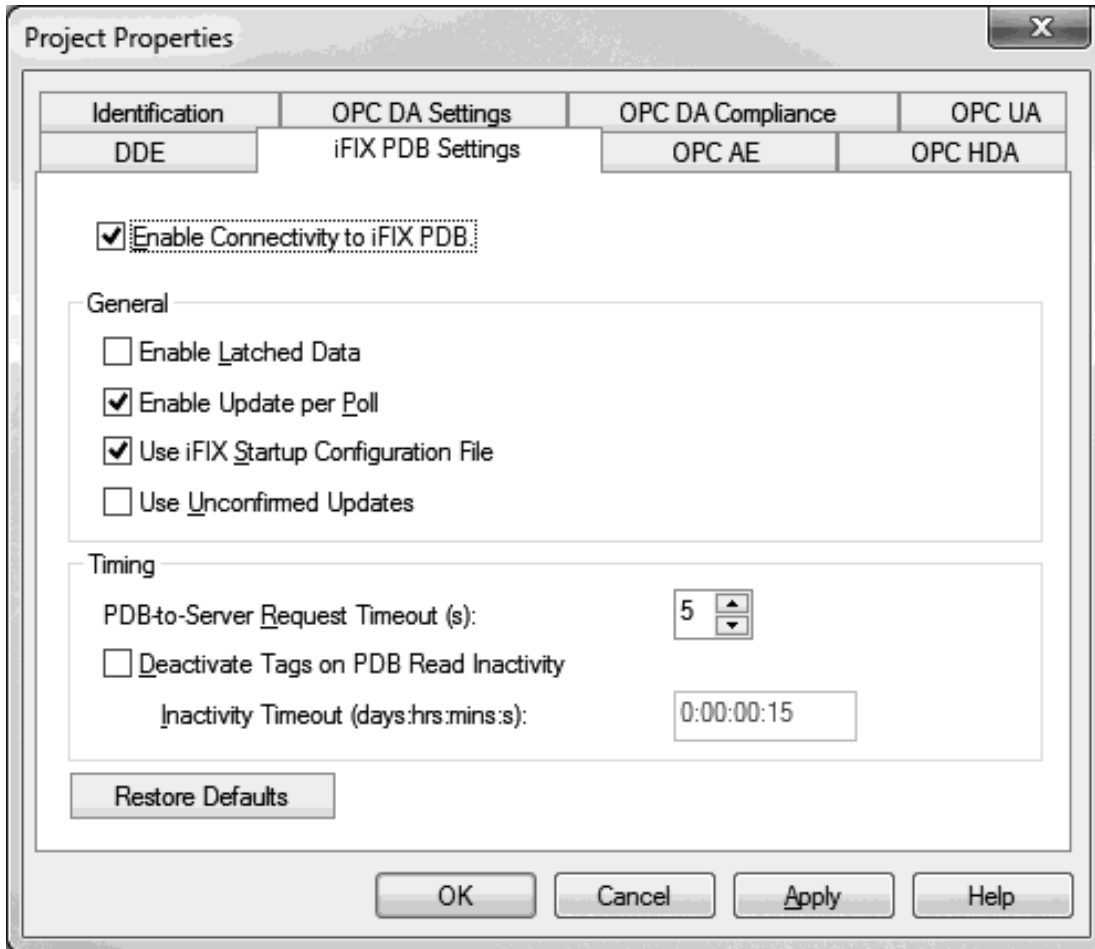 Project Properties
X
Identification OPC DA Settings OPC DA Compliance OPC UA
DDE iFIX PDB Settings OPC AE OPC HDA
Enable Connectivity to iFIX PDB.
General
Enable Latched Data
Enable Update per Poll
Use iFIX Startup Configuration File
Use Unconfirmed Updates
Timing
PDB-to-Server Request Timeout (s): 5
Deactivate Tags on PDB Read Inactivity
Inactivity Timeout (days:hrs:mins:s): 0:00:00:15
Restore Defaults
OK Cancel Apply Help